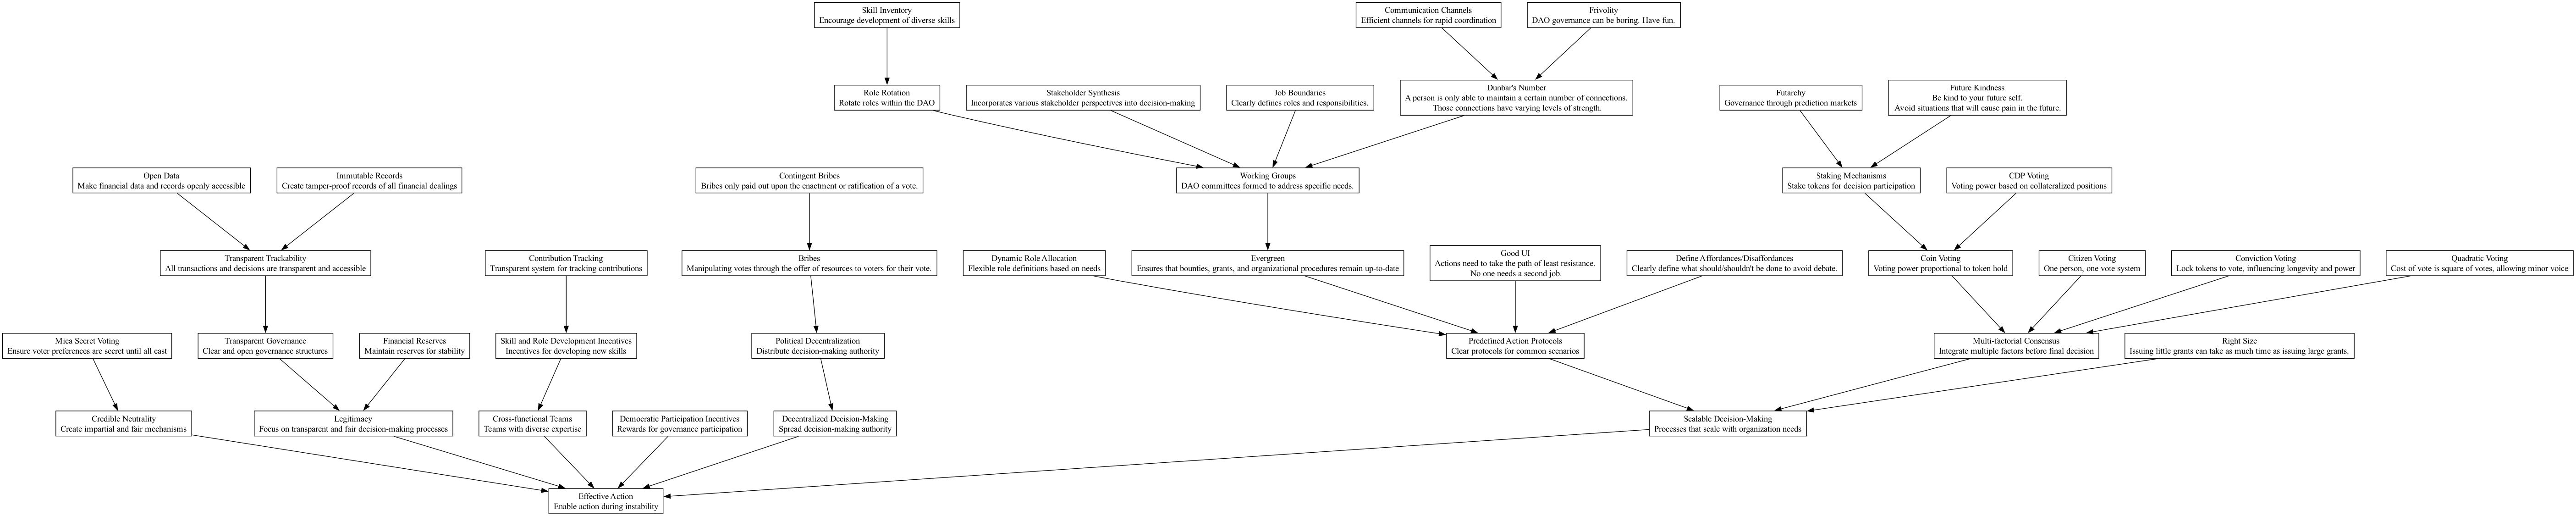 Skill Inventory
Encourage development of diverse skills
Communication Channels
Efficient channels for rapid coordination
Frivolity
DAO governance can be boring. Have fun.
Role Rotation
Rotate roles within the DAO
Stakeholder Synthesis
Incorporates various stakeholder perspectives into decision-making
Job Boundaries
Clearly defines roles and responsibilities.
Dunbar's Number
A person is only able to maintain a certain number of connections.
Those connections have varying levels of strength.
Futarchy
Governance through prediction markets
Future Kindness
Be kind to your future self.
Avoid situations that will cause pain in the future.
Open Data
Make financial data and records openly accessible
Immutable Records
Create tamper-proof records of all financial dealings
Contingent Bribes
Bribes only paid out upon the enactment or ratification of a vote.
Working Groups
DAO committees formed to address specific needs.
Staking Mechanisms
Stake tokens for decision participation
CDP Voting
Voting power based on collateralized positions
Transparent Trackability
All transactions and decisions are transparent and accessible
Contribution Tracking
Transparent system for tracking contributions
Bribes
Manipulating votes through the offer of resources to voters for their vote.
Dynamic Role Allocation
Flexible role definitions based on needs
Evergreen
Ensures that bounties, grants, and organizational procedures remain up-to-date
Good UI
Actions need to take the path of least resistance.
No one needs a second job.
Define Affordances/Disaffordances
Clearly define what should/shouldn't be done to avoid debate.
Coin Voting
Voting power proportional to token hold
Citizen Voting
One person, one vote system
Conviction Voting
Lock tokens to vote, influencing longevity and power
Quadratic Voting
Cost of vote is square of votes, allowing minor voice
Mica Secret Voting
Ensure voter preferences are secret until all cast
Transparent Governance
Clear and open governance structures
Financial Reserves
Maintain reserves for stability
Skill and Role Development Incentives
Incentives for developing new skills
Political Decentralization
Distribute decision-making authority
Predefined Action Protocols
Clear protocols for common scenarios
Multi-factorial Consensus
Integrate multiple factors before final decision
Right Size
Issuing little grants can take as much time as issuing large grants.
Credible Neutrality
Create impartial and fair mechanisms
Legitimacy
Focus on transparent and fair decision-making processes
Cross-functional Teams
Teams with diverse expertise
Democratic Participation Incentives
Rewards for governance participation
Decentralized Decision-Making
Spread decision-making authority
Scalable Decision-Making
Processes that scale with organization needs
Effective Action
Enable action during instability